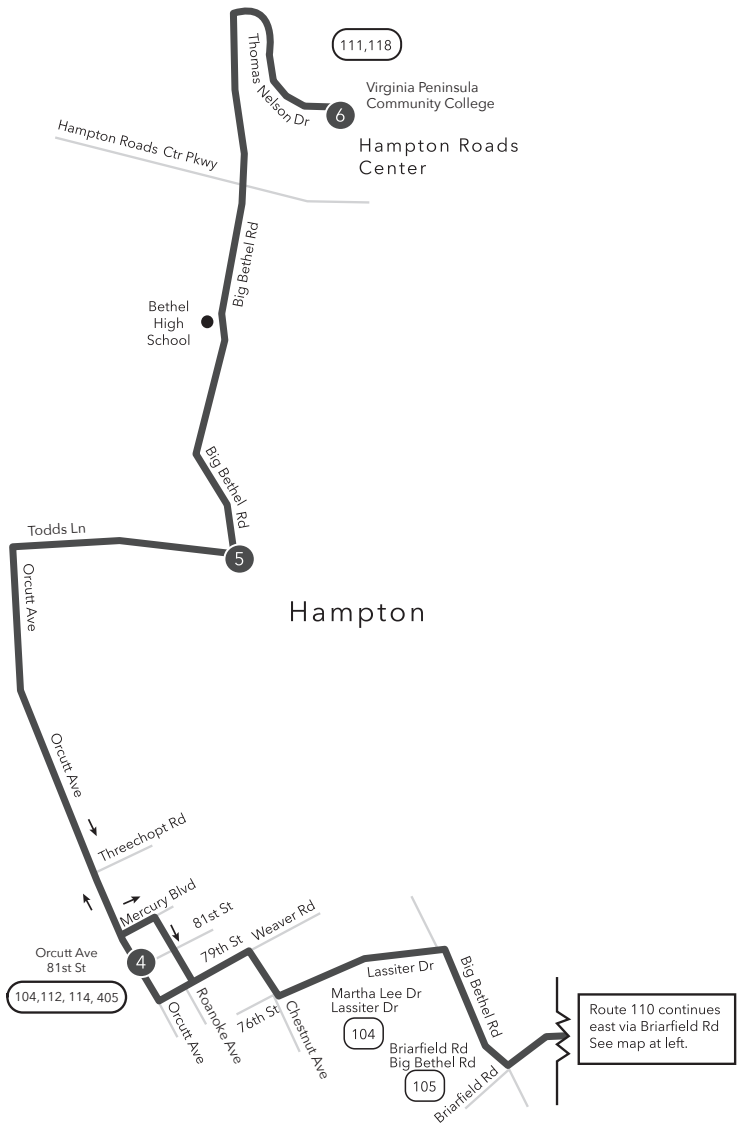 111,118
Thomas Nelson Dr
Virginia Peninsula
Community College
6
Hampton Roads
Center
Hampton Roads Ctr Pkwy
Big Bethel Rd
Bethel
High
School
Big Bethel Rd
Todds Ln
5
Orcutt Ave
Hampton
Orcutt Ave
Threechopt Rd
Mercury Blvd
81st St
Weaver Rd
79th St
Orcutt Ave
81st St
4
104,112, 114, 405
Lassiter Dr
Big Bethel Rd
Roanoke Ave
Orcutt Ave
76th St
Chestnut Ave
Martha Lee Dr
Lassiter Dr
104
Briarfield Rd
Big Bethel Rd
105
Briarfield Rd
Route 110 continues
east via Briarfield Rd
See map at left.